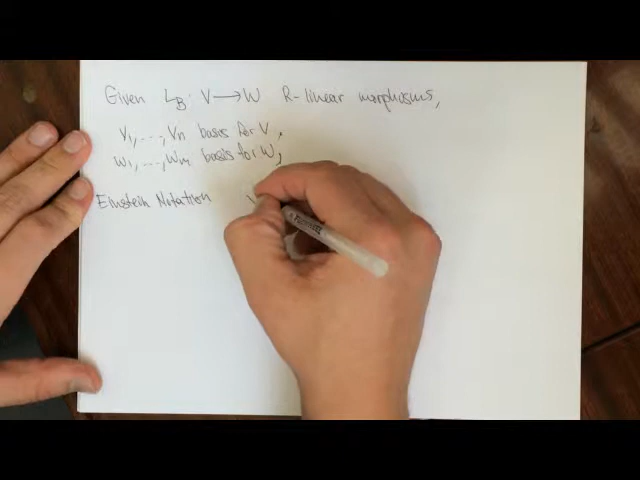 Given L_B: V → W R-linear morphisms,
v₁, ..., vₙ basis for V,
w₁, ..., wₘ basis for W,
Einstein Notation